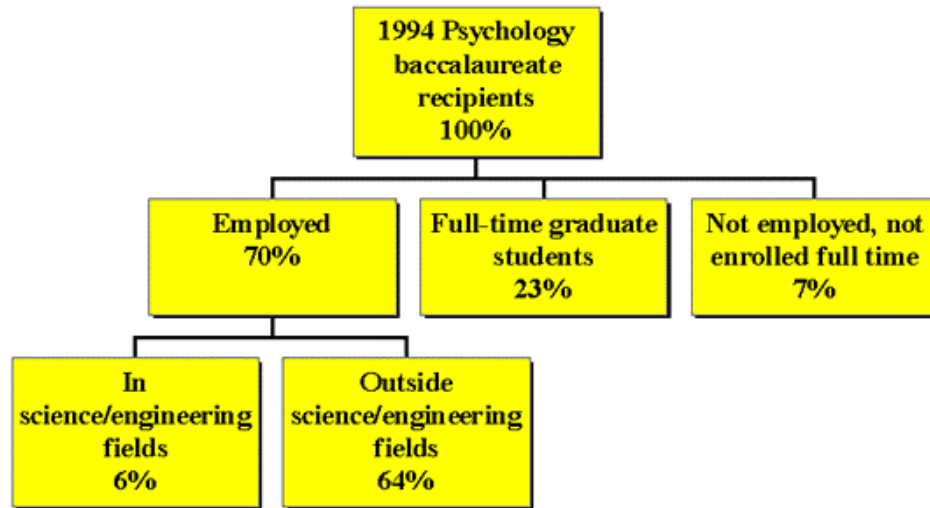 1994 Psychology
baccalaureate
recipients
100%
Employed
70%
Full-time graduate
students
23%
Not employed, not
enrolled full time
7%
In
science/engineering
fields
6%
Outside
science/engineering
fields
64%